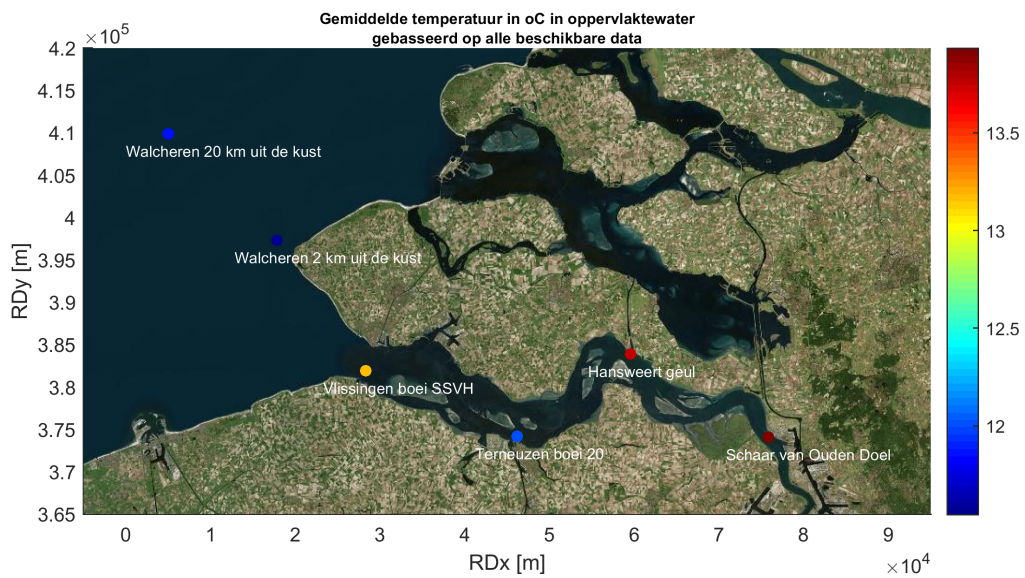 Gemiddelde temperatuur in oC in oppervlaktewater
gebasseerd op alle beschikbare data
×10⁵
4.2
4.15
4.1
4.05
4
3.95
3.9
3.85
3.8
3.75
3.7
3.65
RDy [m]
Walcheren 20 km uit de kust
Walcheren 2 km uit de kust
Hansweert geul
Vlissingen boei SSVH
Terneuzen boei 20
Schaar van Ouden Doel
13.5
13
12.5
12
0 1 2 3 4 5 6 7 8 9
RDx [m]
×10⁴